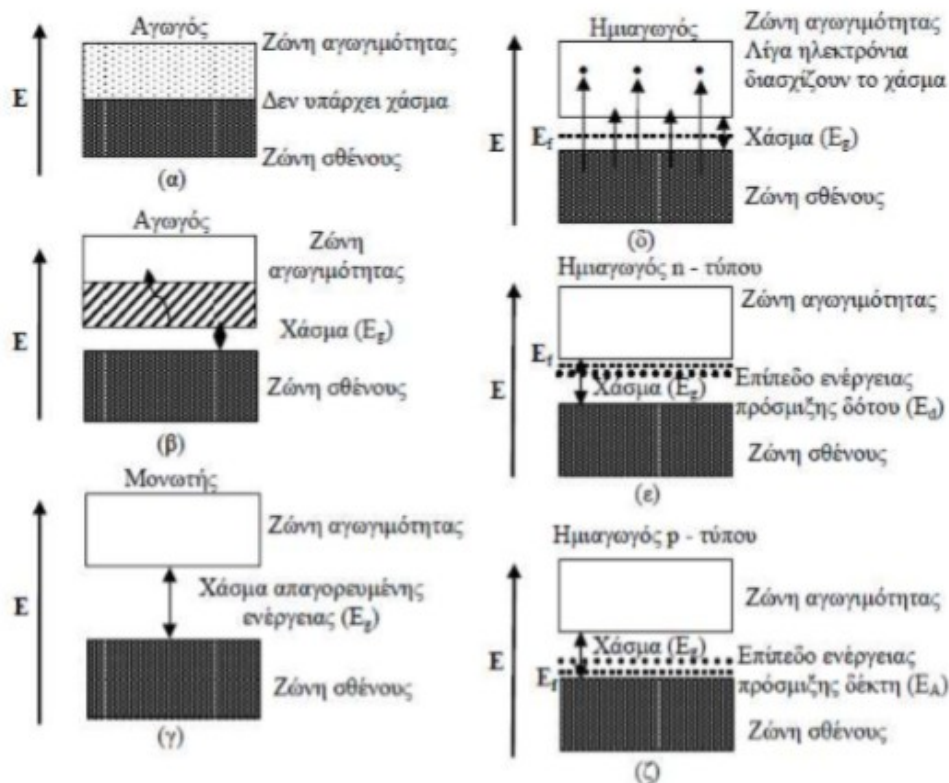 Αγωγός
Ζώνη αγωγιμότητας
Δεν υπάρχει χάσμα
E
Ζώνη σθένους
(α)
Αγωγός
Ζώνη
αγωγιμότητας
Χάσμα (Eg)
E
Ζώνη σθένους
(β)
Μονωτής
Ζώνη αγωγιμότητας
Χάσμα απαγορευμένης
ενέργειας (Eg)
E
Ζώνη σθένους
(γ)
Ημιαγωγός
Ζώνη αγωγιμότητας
Λίγα ηλεκτρόνια
διασχίζουν το χάσμα
E
Ef
Χάσμα (Eg)
Ζώνη σθένους
(δ)
Ημιαγωγός n - τύπου
Ζώνη αγωγιμότητας
E
Ef
Χάσμα (Eg)
Επίπεδο ενέργειας
πρόσμιξης δότου (Ed)
Ζώνη σθένους
(ε)
Ημιαγωγός p - τύπου
Ζώνη αγωγιμότητας
E
Χάσμα (Eg)
Ef
Επίπεδο ενέργειας
πρόσμιξης δέκτη (EA)
Ζώνη σθένους
(ζ)